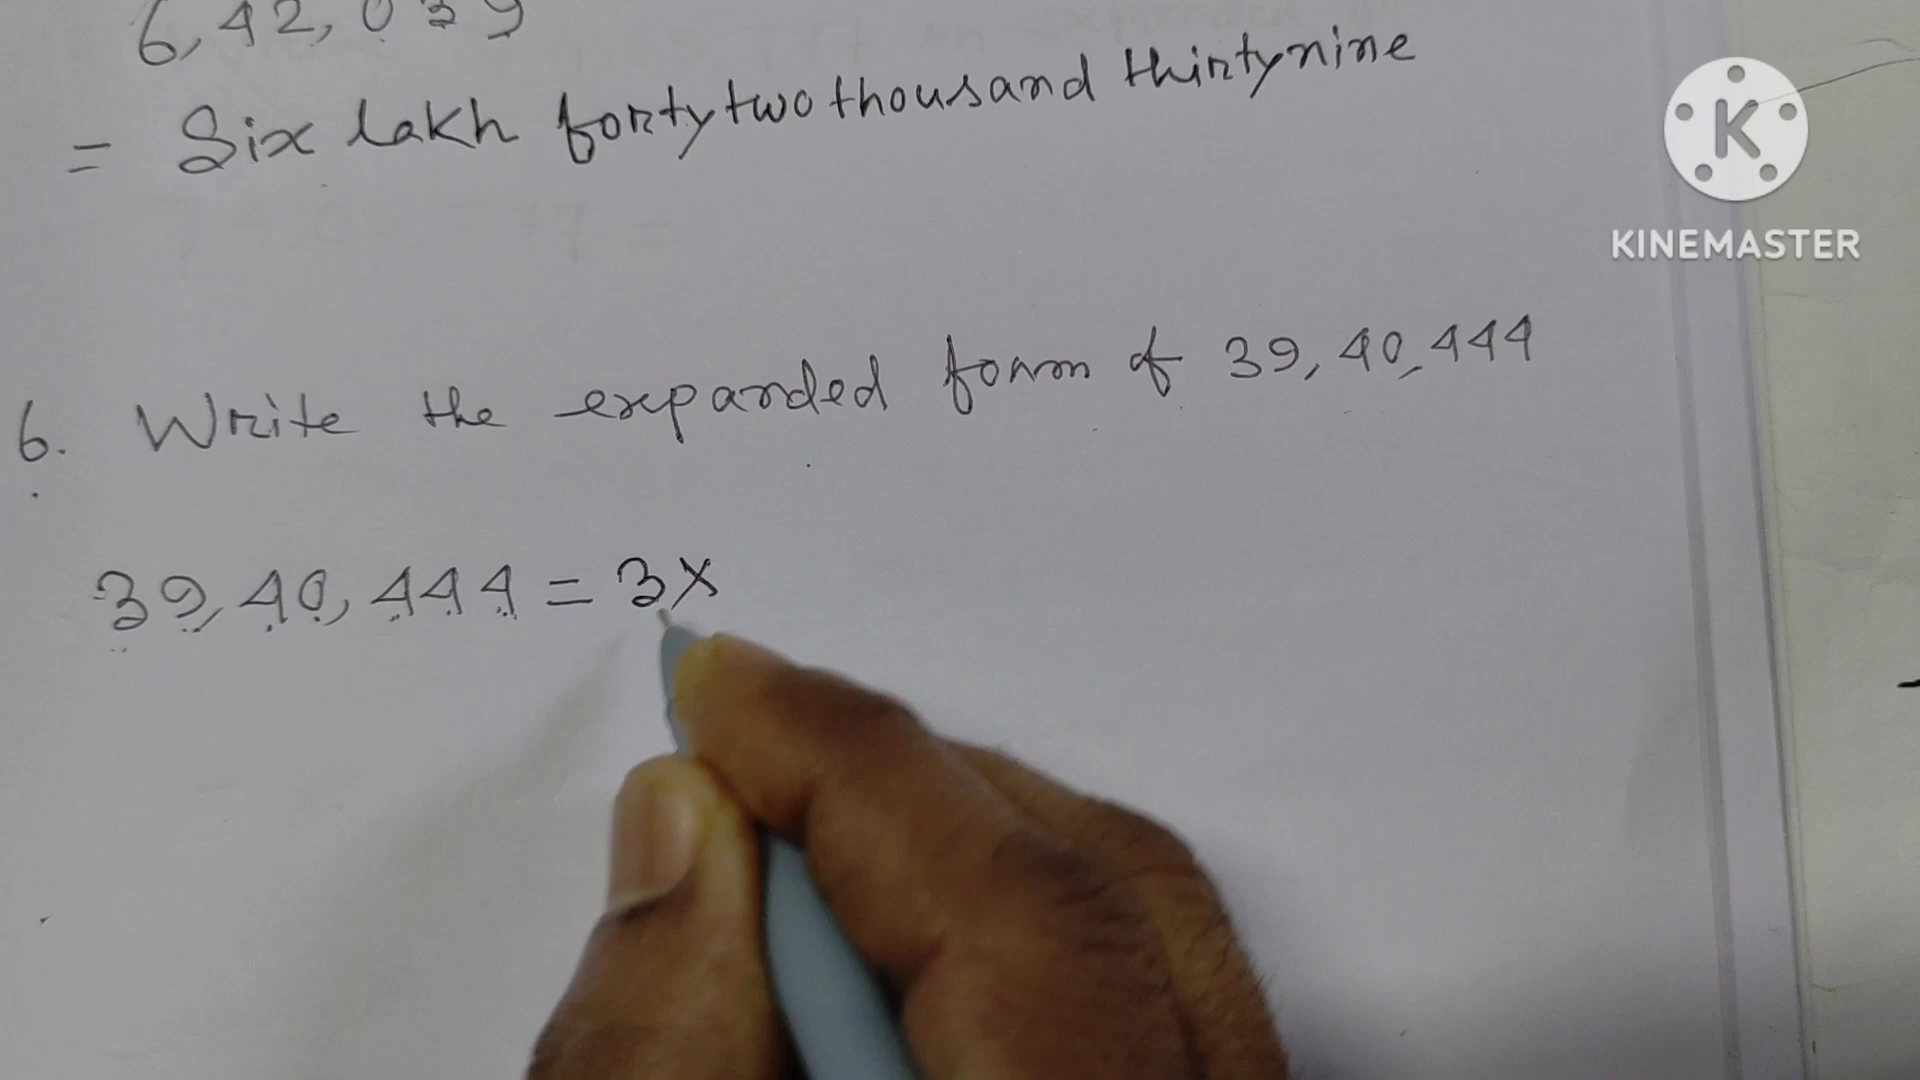 6,42,039
= Six lakh fortytwo thousand thirtynine
KINEMASTER
6. Write the expanded form of 39,40,444
39,40,444 = 3x